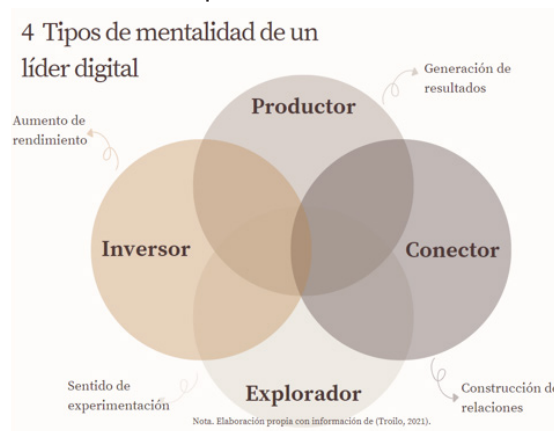 4 Tipos de mentalidad de un
líder digital
Generación de
resultados
Productor
Aumento de
rendimiento
Inversor
Conector
Sentido de
experimentación
Explorador
Construcción de
relaciones
Nota. Elaboración propia con información de (Troilo, 2021).